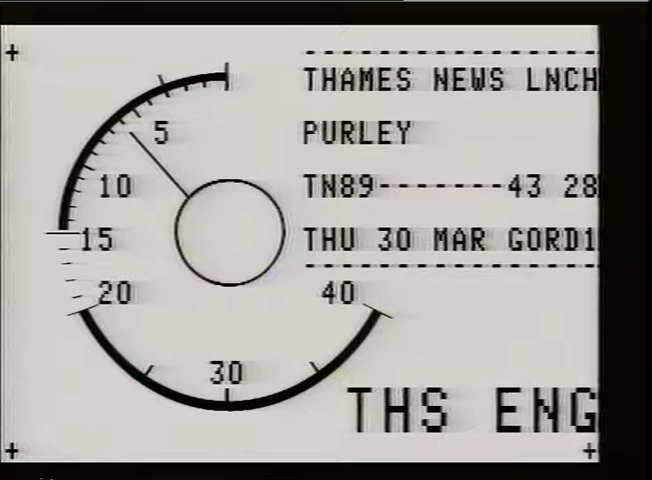 THAMES NEWS LNCH
PURLEY
TN89-------43 28
THU 30 MAR GORD1
5
10
15
20
40
30
THS ENG